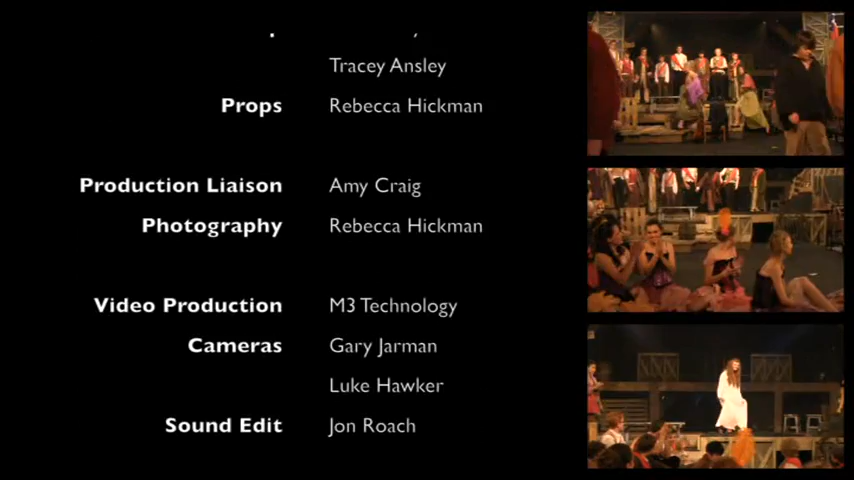 Tracey Ansley
Props Rebecca Hickman
Production Liaison Amy Craig
Photography Rebecca Hickman
Video Production M3 Technology
Cameras Gary Jarman
Luke Hawker
Sound Edit Jon Roach